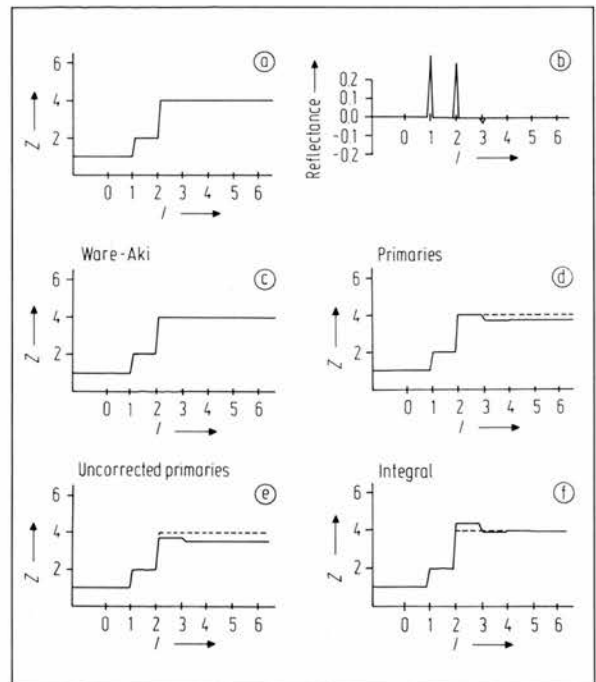 a
6
4
2
Z
0 1 2 3 4 5 6
l
b
0.2
0.1
0.0
-0.1
-0.2
Reflectance
0 1 2 3 4 5 6
l
Ware-Aki
c
6
4
2
Z
0 1 2 3 4 5 6
l
Primaries
d
6
4
2
Z
0 1 2 3 4 5 6
l
Uncorrected primaries
e
6
4
2
Z
0 1 2 3 4 5 6
l
Integral
f
6
4
2
Z
0 1 2 3 4 5 6
l